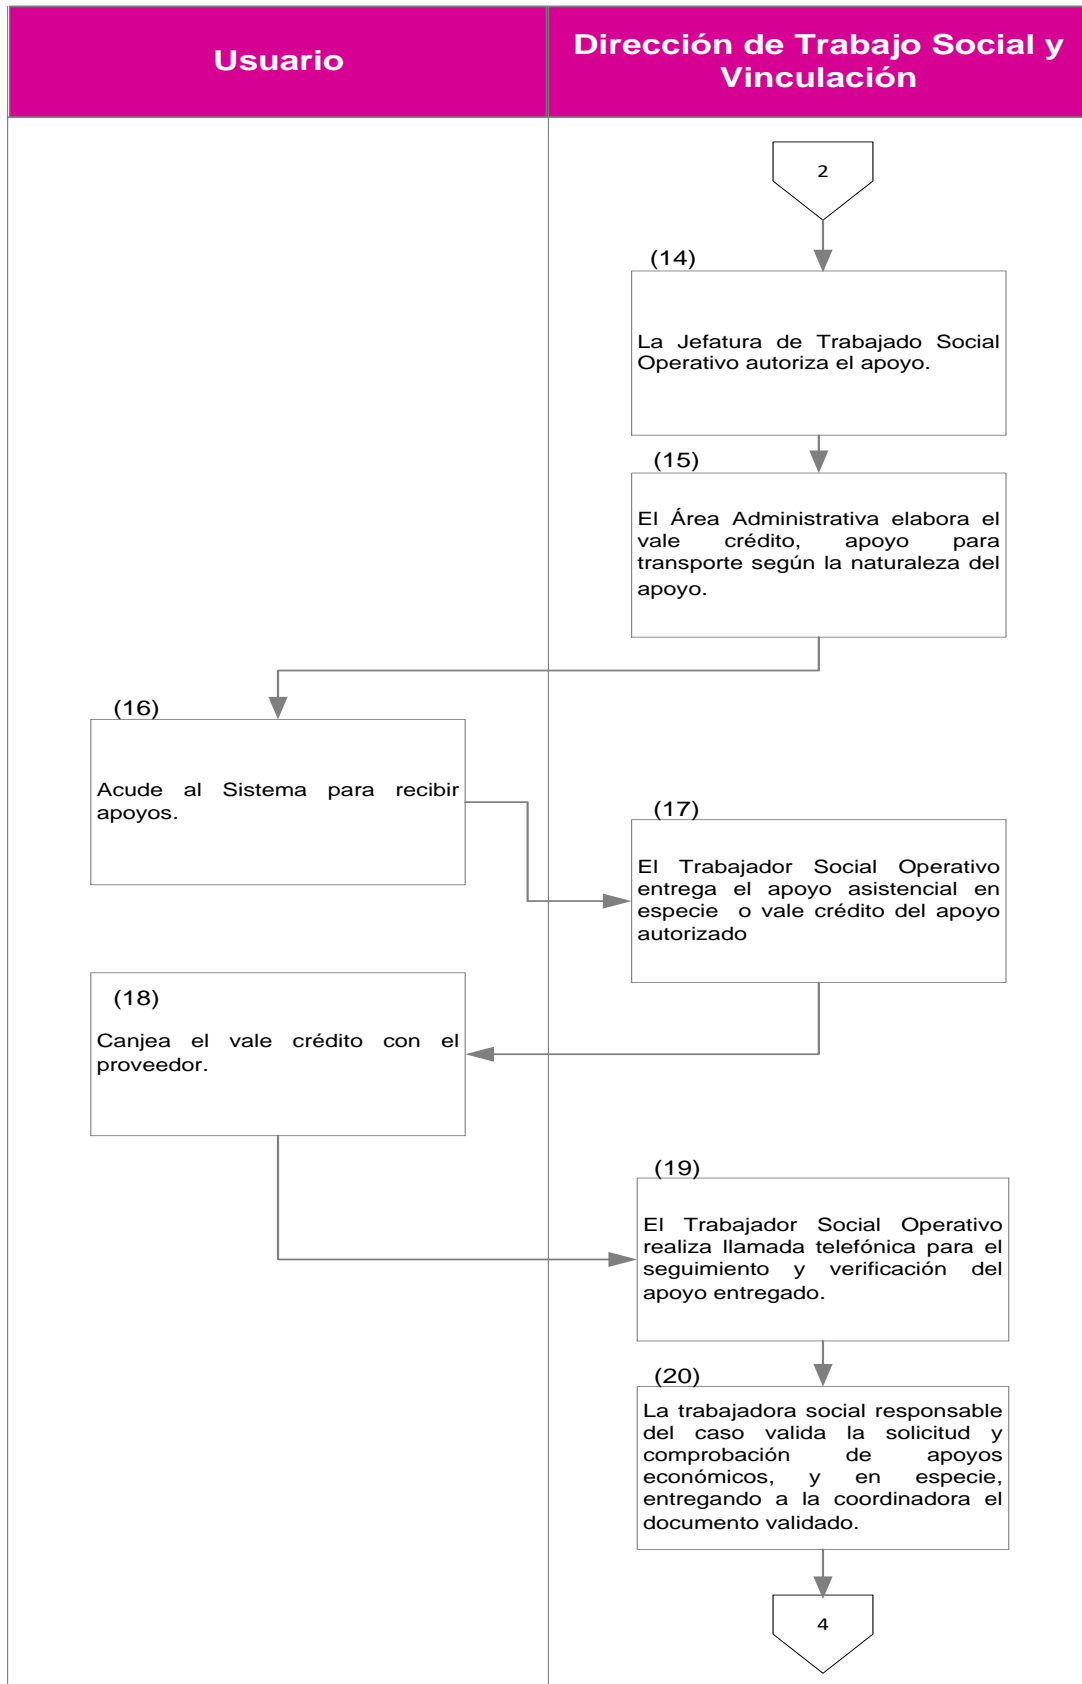 Usuario
Dirección de Trabajo Social y
Vinculación
2
(14)
La Jefatura de Trabajado Social
Operativo autoriza el apoyo.
(15)
El Área Administrativa elabora el
vale crédito, apoyo para
transporte según la naturaleza del
apoyo.
(16)
Acude al Sistema para recibir
apoyos.
(17)
El Trabajador Social Operativo
entrega el apoyo asistencial en
especie o vale crédito del apoyo
autorizado
(18)
Canjea el vale crédito con el
proveedor.
(19)
El Trabajador Social Operativo
realiza llamada telefónica para el
seguimiento y verificación del
apoyo entregado.
(20)
La trabajadora social responsable
del caso valida la solicitud y
comprobación de apoyos
económicos, y en especie,
entregando a la coordinadora el
documento validado.
4